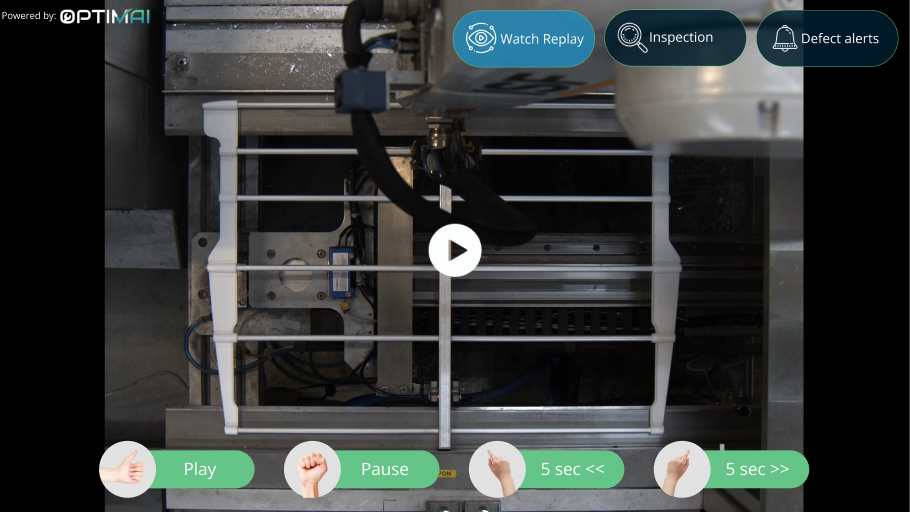 Powered by: OPTIMAI
Watch Replay
Inspection
Defect alerts
Play
Pause
5 sec <<
5 sec >>